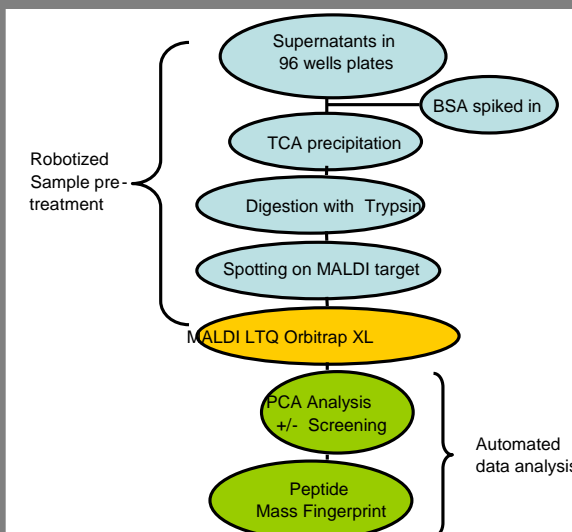 Supernatants in
96 wells plates
BSA spiked in
TCA precipitation
Robotized
Sample pre-
treatment
Digestion with Trypsin
Spotting on MALDI target
MALDI LTQ Orbitrap XL
PCA Analysis
+/- Screening
Automated
data analysis
Peptide
Mass Fingerprint